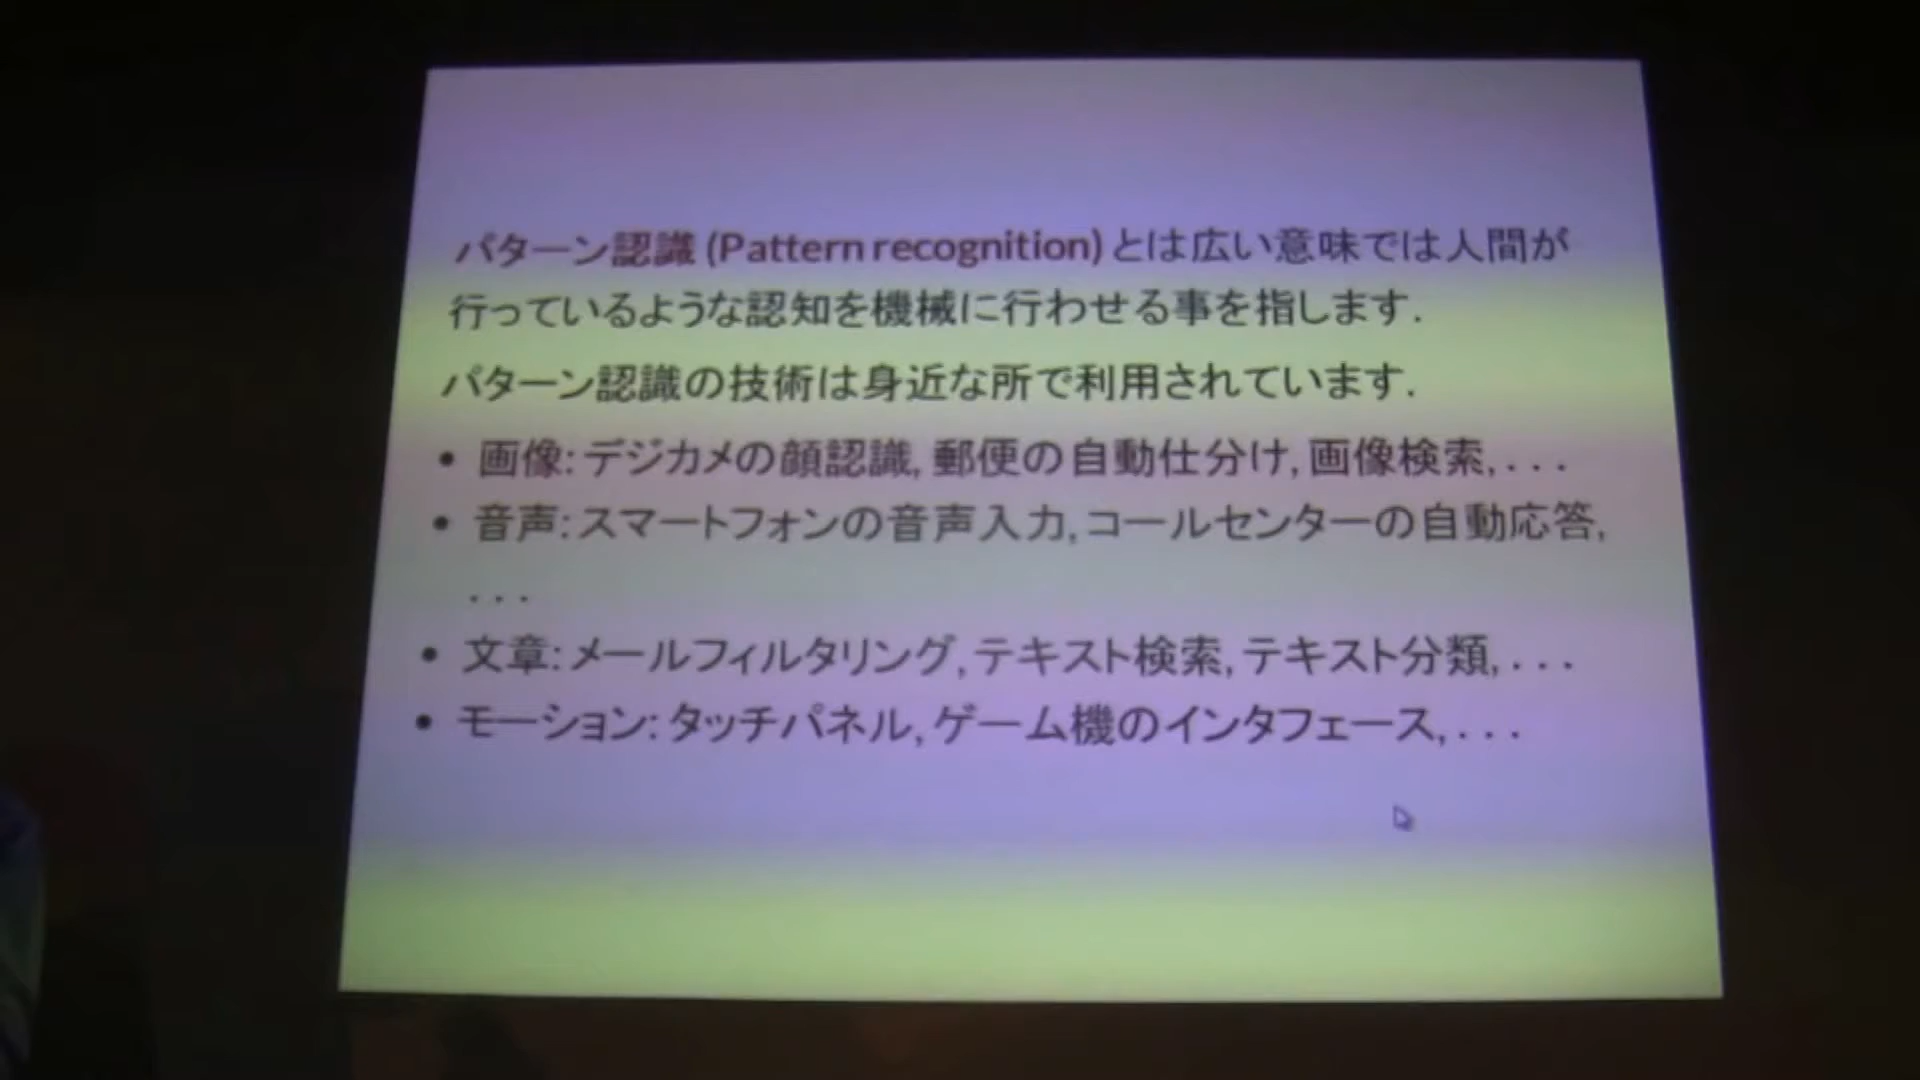 パターン認識 (Pattern recognition) とは広い意味では人間が
行っているような認知を機械に行わせる事を指します.
パターン認識の技術は身近な所で利用されています.
• 画像: デジカメの顔認識, 郵便の自動仕分け, 画像検索, . . .
• 音声: スマートフォンの音声入力, コールセンターの自動応答,
. . .
• 文章: メールフィルタリング, テキスト検索, テキスト分類, . . .
• モーション: タッチパネル, ゲーム機のインタフェース, . . .